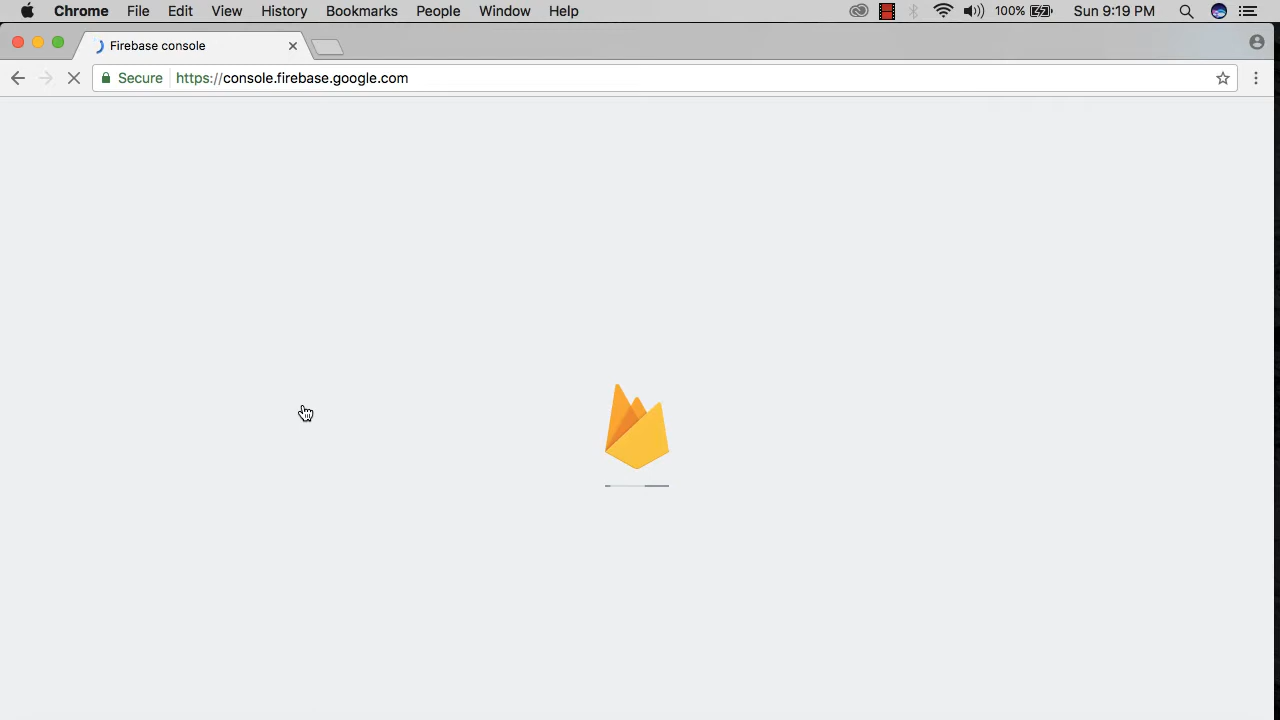 Chrome File Edit View History Bookmarks People Window Help 100% Sun 9:19 PM
Firebase console
Secure https://console.firebase.google.com